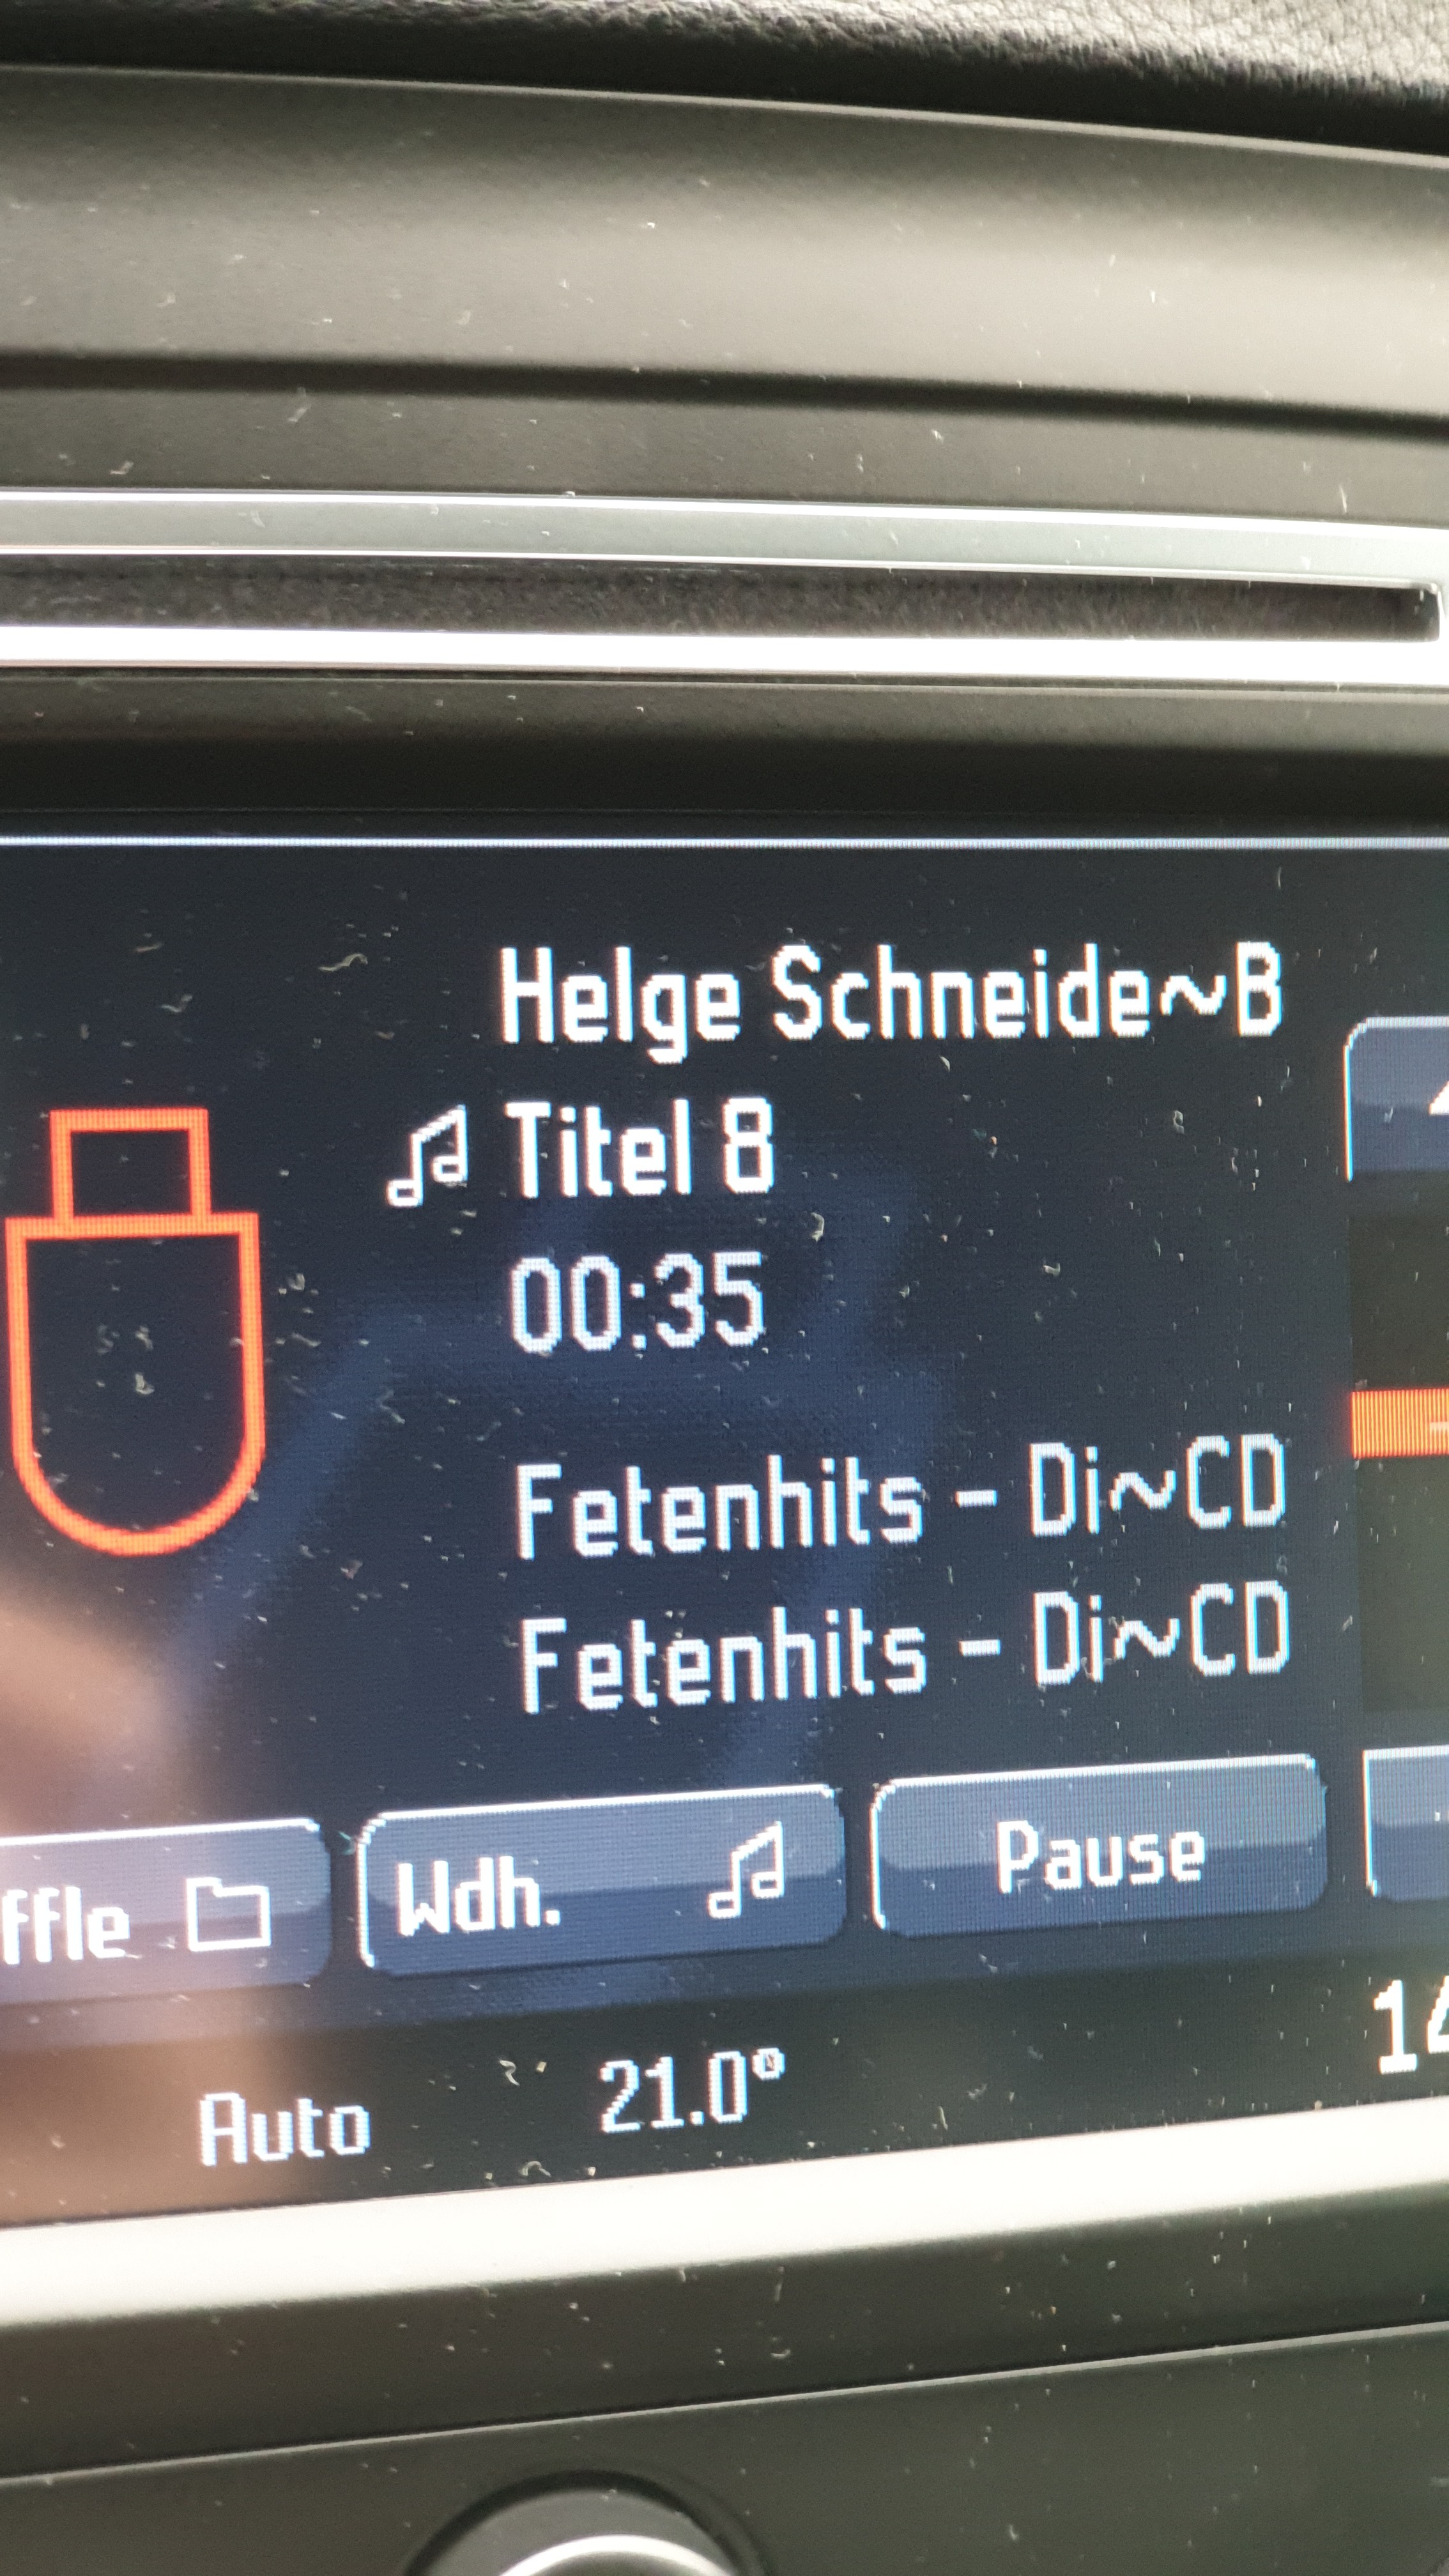 Helge Schneide~B
Titel 8
00:35
Fetenhits - Di~CD
Fetenhits - Di~CD
ffle
Wdh.
Pause
Auto
21.0°